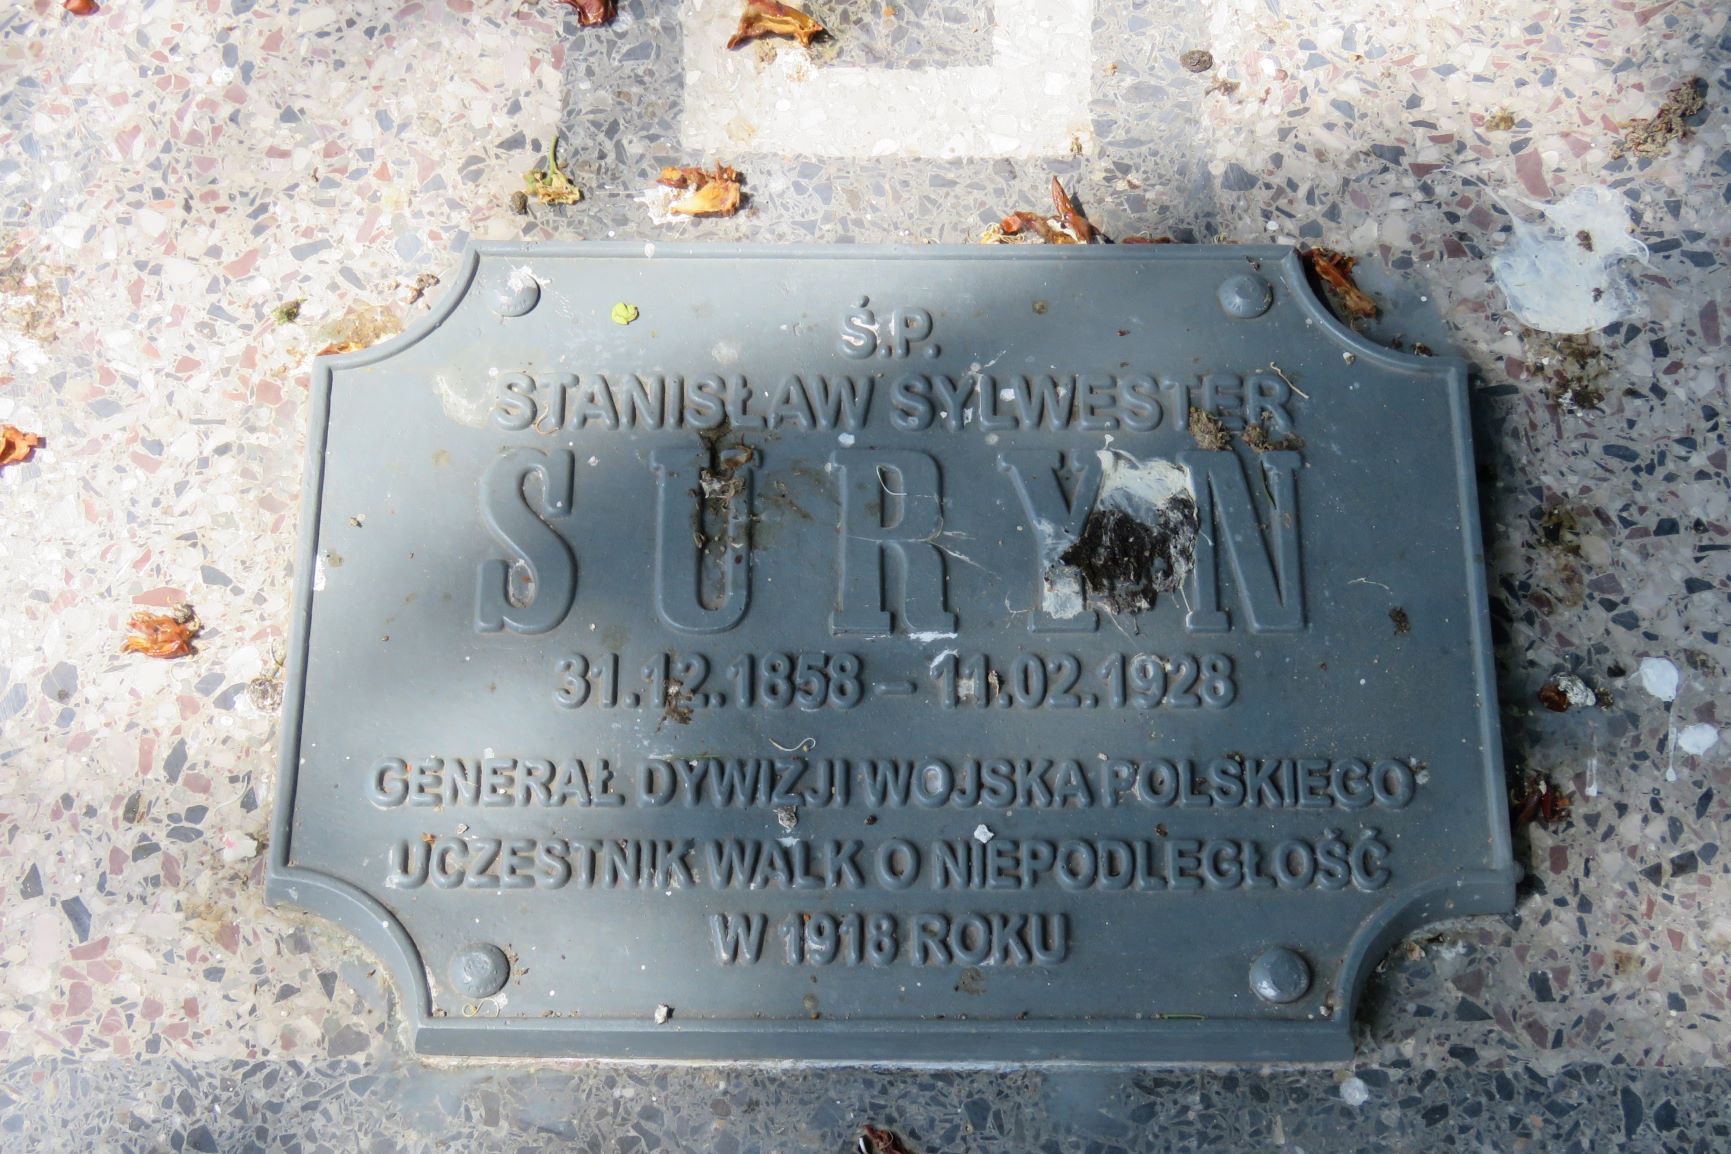 Ś.P.
STANISŁAW SYLWESTER
SURYN
31.12.1858 – 11.02.1928
GENERAŁ DYWIZJI WOJSKA POLSKIEGO
UCZESTNIK WALK O NIEPODLEGŁOŚĆ
W 1918 ROKU